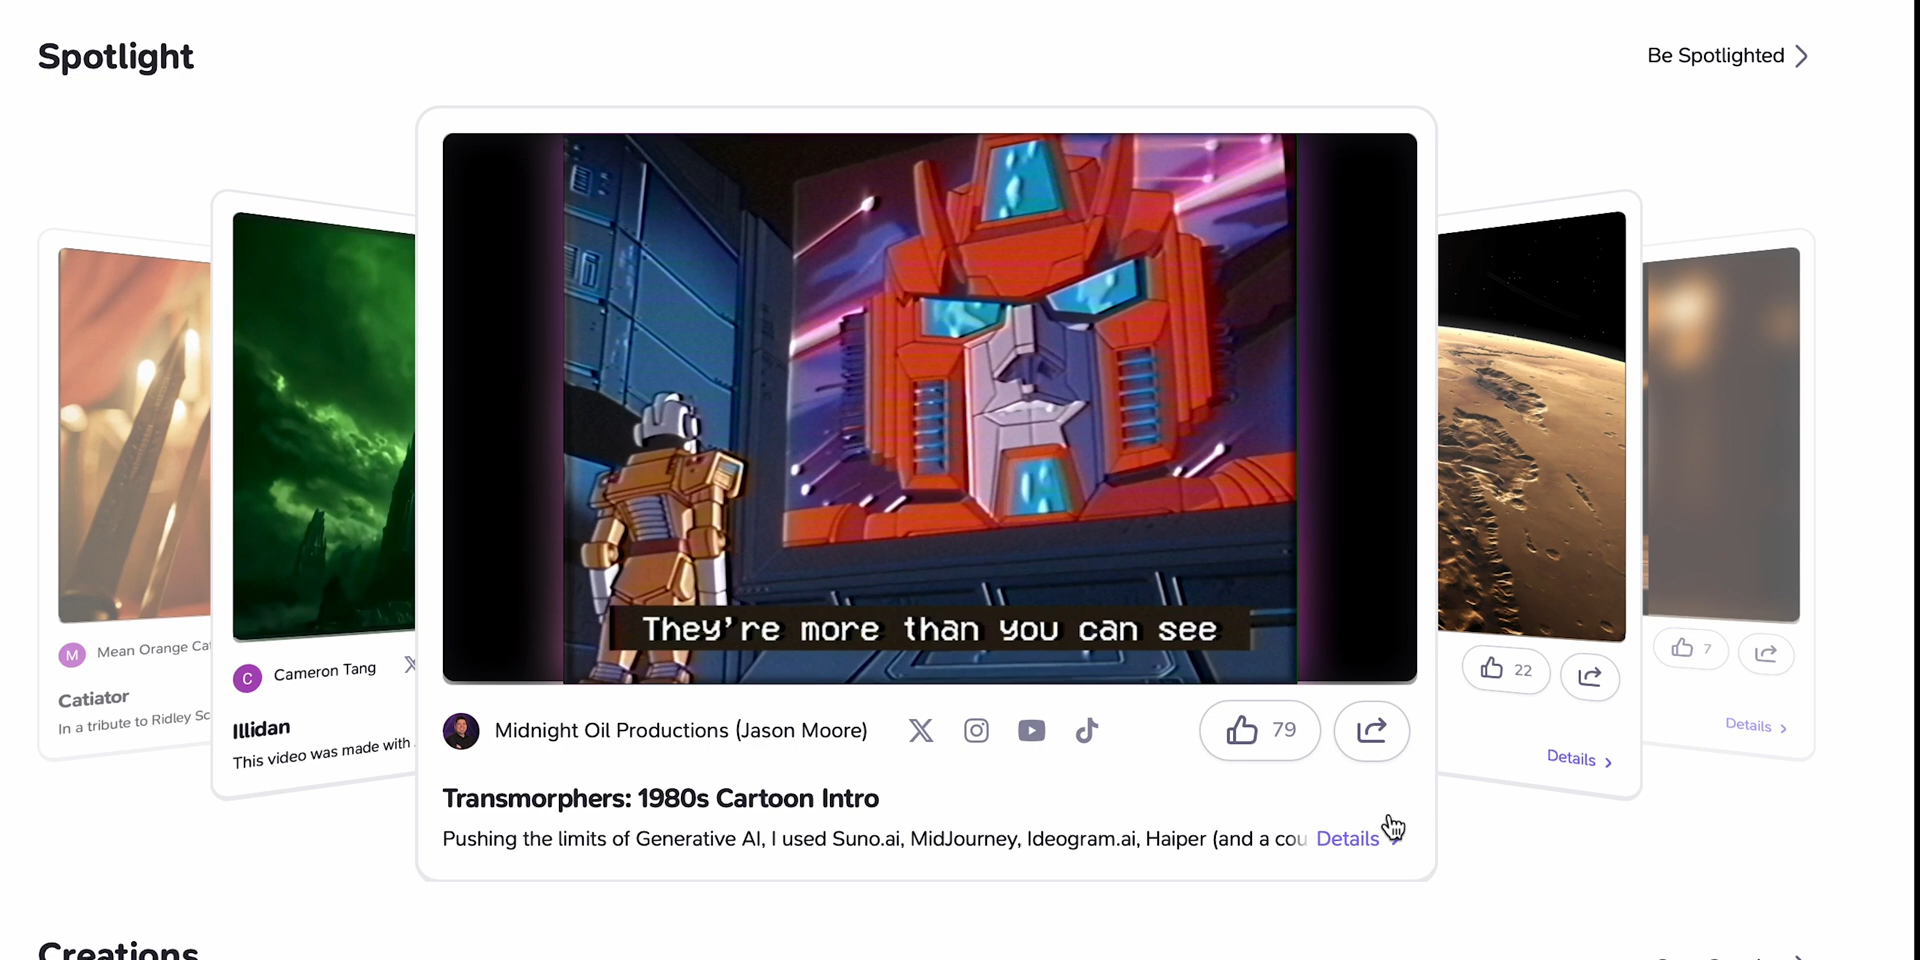 Spotlight
Be Spotlighted
They're more than you can see
M Mean Orange Ca
Catiator
In a tribute to Ridley Sc
C Cameron Tang
Illidan
This video was made with
Midnight Oil Productions (Jason Moore)
79
Transmorphers: 1980s Cartoon Intro
Pushing the limits of Generative AI, I used Suno.ai, MidJourney, Ideogram.ai, Haiper (and a cou Details
22
Details
7
Details
Creations